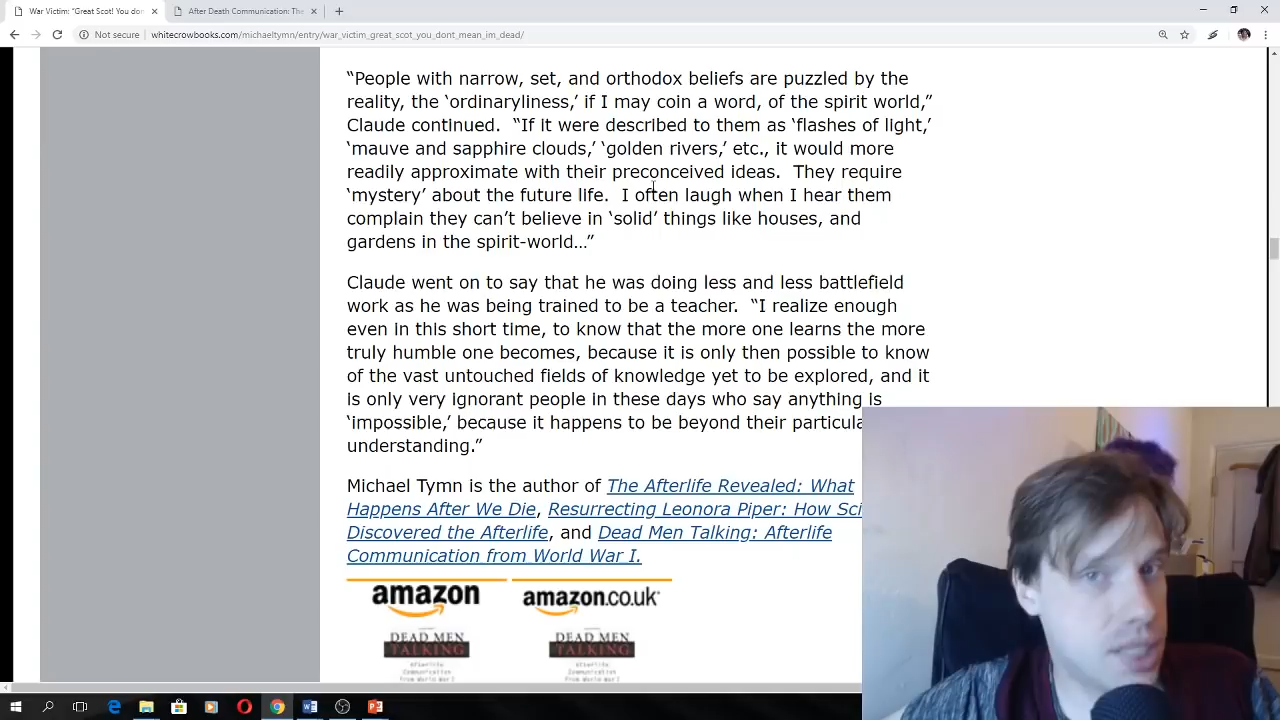 War Victim: “Great Scot! You don
After Death Communication: The
Not secure | whitecrowbooks.com/michaeltymn/entry/war_victim_great_scot_you_dont_mean_im_dead/
“People with narrow, set, and orthodox beliefs are puzzled by the
reality, the ‘ordinaryliness,’ if I may coin a word, of the spirit world,”
Claude continued.  “If it were described to them as ‘flashes of light,’
‘mauve and sapphire clouds,’ ‘golden rivers,’ etc., it would more
readily approximate with their preconceived ideas.  They require
‘mystery’ about the future life.  I often laugh when I hear them
complain they can’t believe in ‘solid’ things like houses, and
gardens in the spirit-world…”
Claude went on to say that he was doing less and less battlefield
work as he was being trained to be a teacher.  “I realize enough
even in this short time, to know that the more one learns the more
truly humble one becomes, because it is only then possible to know
of the vast untouched fields of knowledge yet to be explored, and it
is only very ignorant people in these days who say anything is
‘impossible,’ because it happens to be beyond their particula
understanding.”
Michael Tymn is the author of The Afterlife Revealed: What
Happens After We Die, Resurrecting Leonora Piper: How Sci
Discovered the Afterlife, and Dead Men Talking: Afterlife
Communication from World War I.
amazon amazon.co.uk
DEAD MEN DEAD MEN
TALKING TALKING
Afterlife Afterlife
Communication Communication
from World War I from World War I